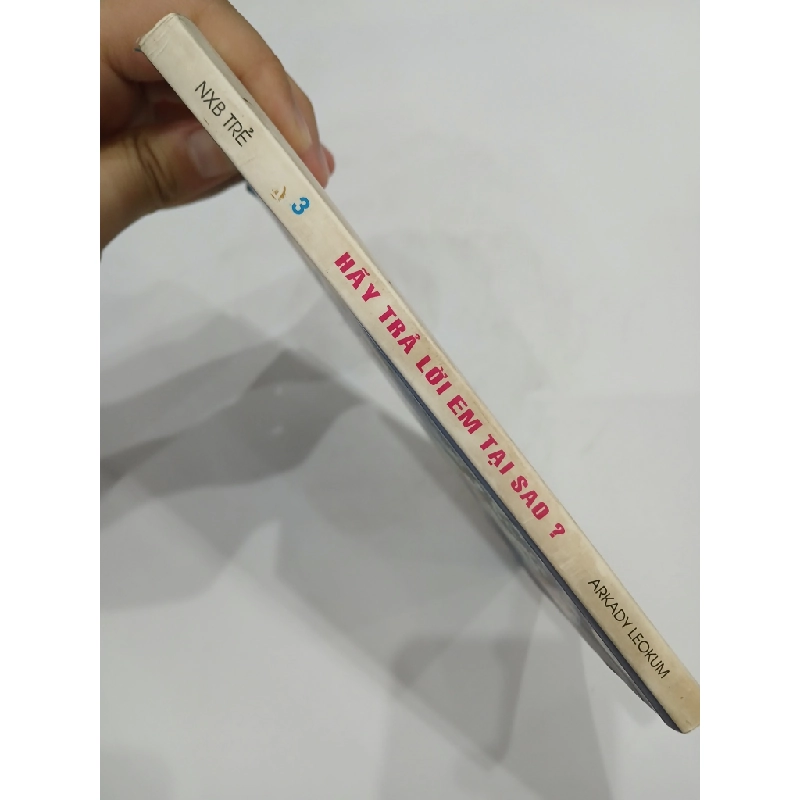 NXB TRẺ
3
HÃY TRẢ LỜI EM TẠI SAO ?
ARKADY LEOKUM